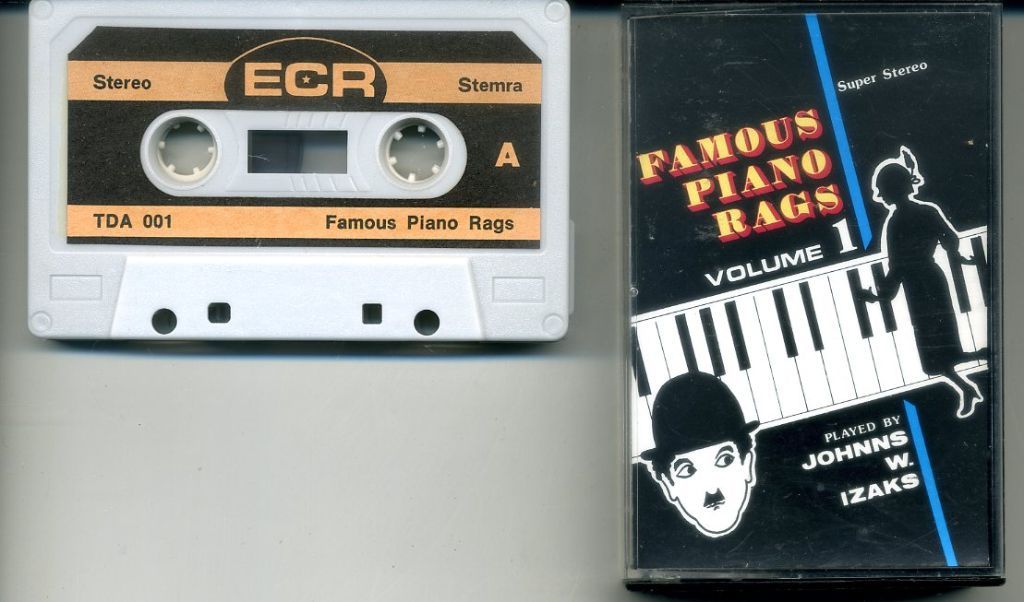 Stereo
ECR
Stemra
A
TDA 001
Famous Piano Rags
Super Stereo
FAMOUS
PIANO
RAGS
VOLUME 1
PLAYED BY
JOHNNS
W.
IZAKS